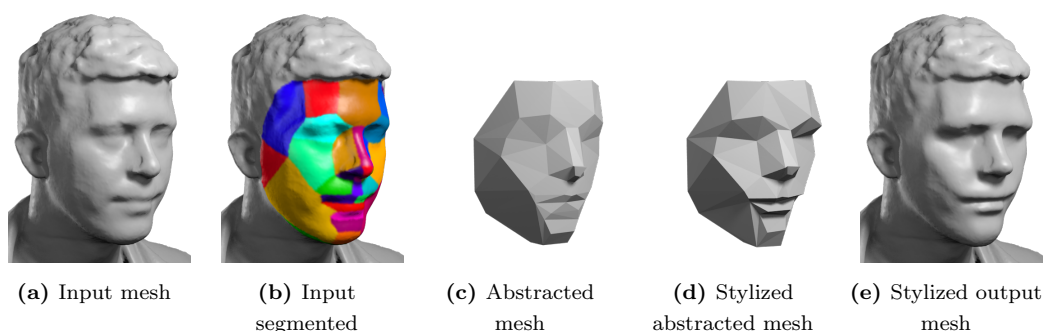 (a) Input mesh
(b) Input
segmented
(c) Abstracted
mesh
(d) Stylized
abstracted mesh
(e) Stylized output
mesh